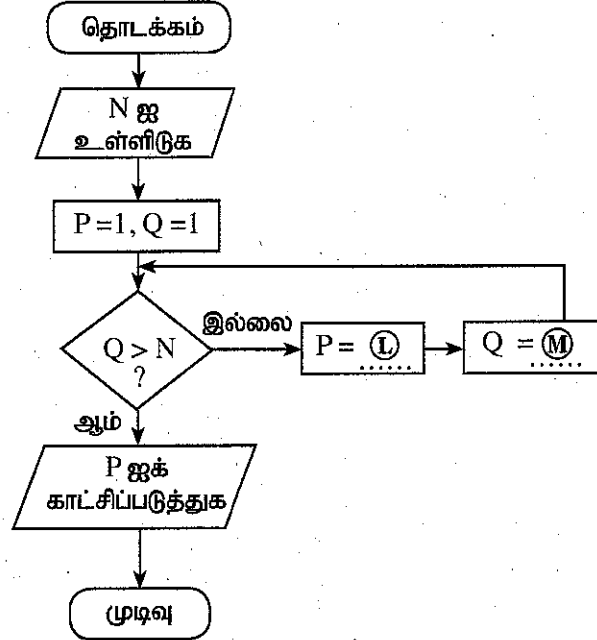 தொடக்கம்
N ஐ
உள்ளிடுக
P=1, Q=1
Q > N
?
இல்லை
P = Ⓛ
......
Q = Ⓜ
......
ஆம்
P ஐக்
காட்சிப்படுத்துக
முடிவு